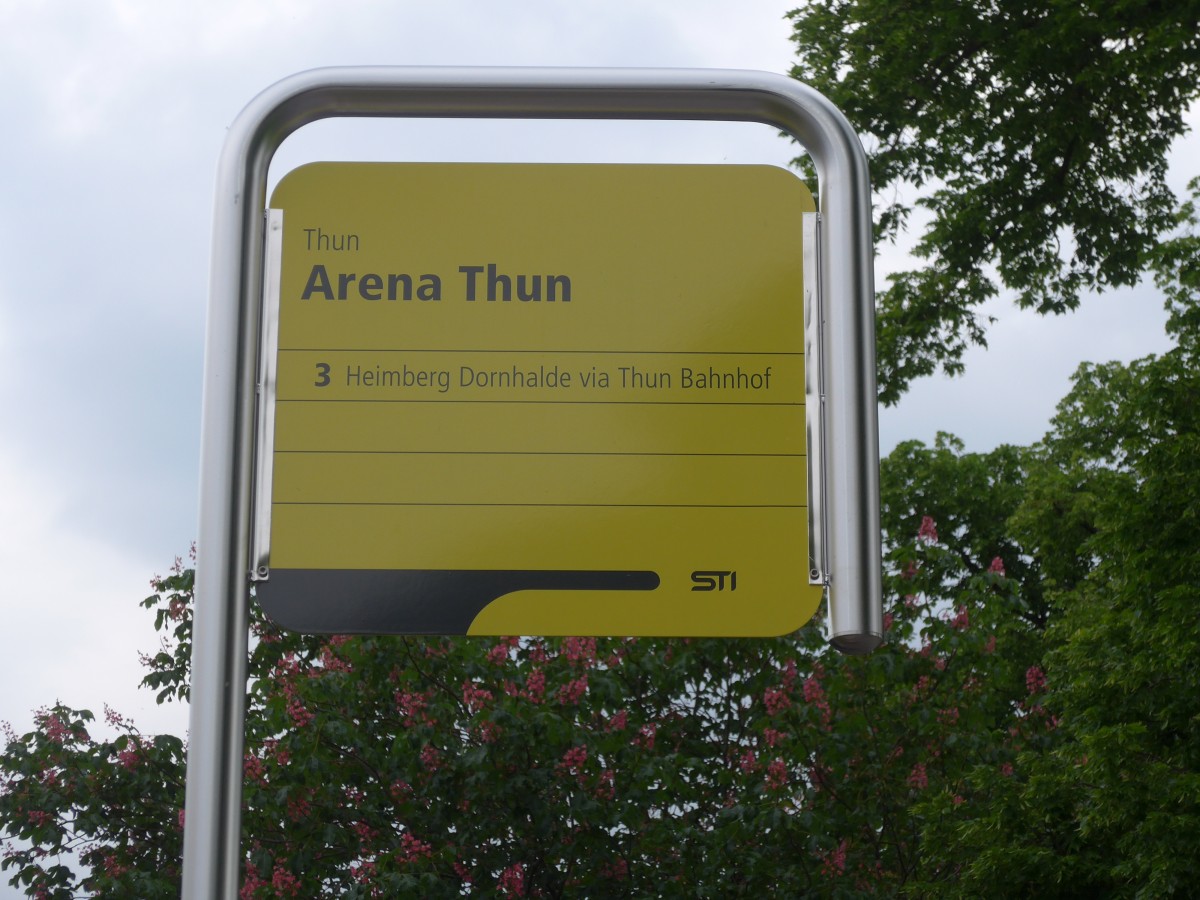 Thun
Arena Thun
3 Heimberg Dornhalde via Thun Bahnhof
STI